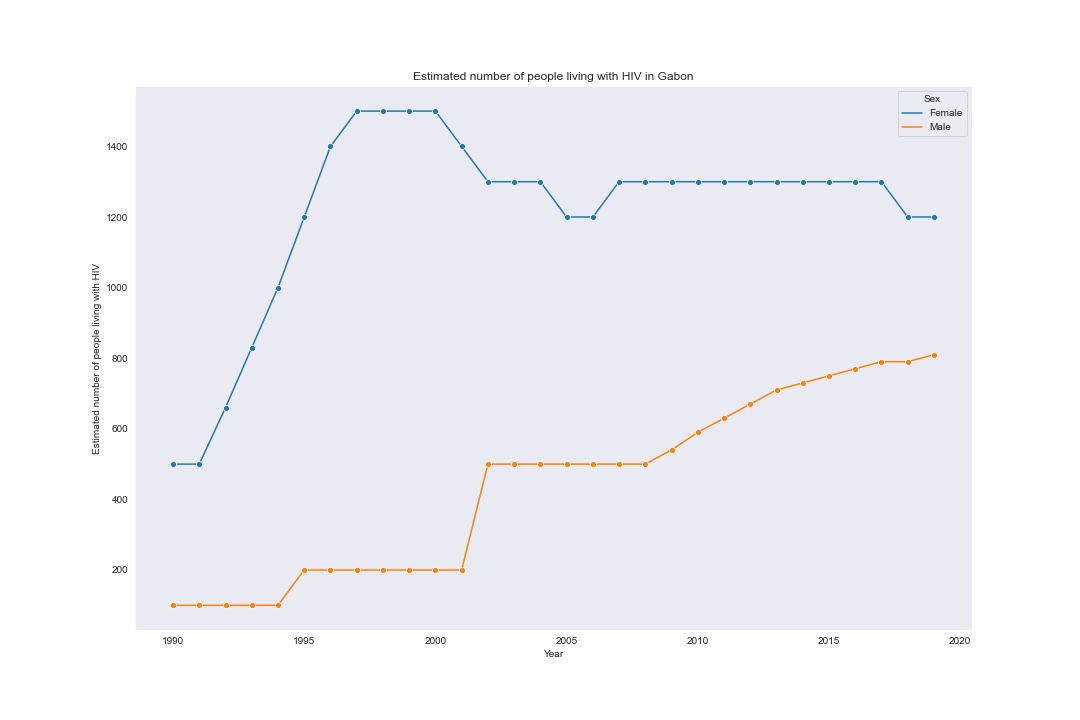 Estimated number of people living with HIV in Gabon
Sex
Female
Male
Estimated number of people living with HIV
1400
1200
1000
800
600
400
200
1990 1995 2000 2005 2010 2015 2020
Year